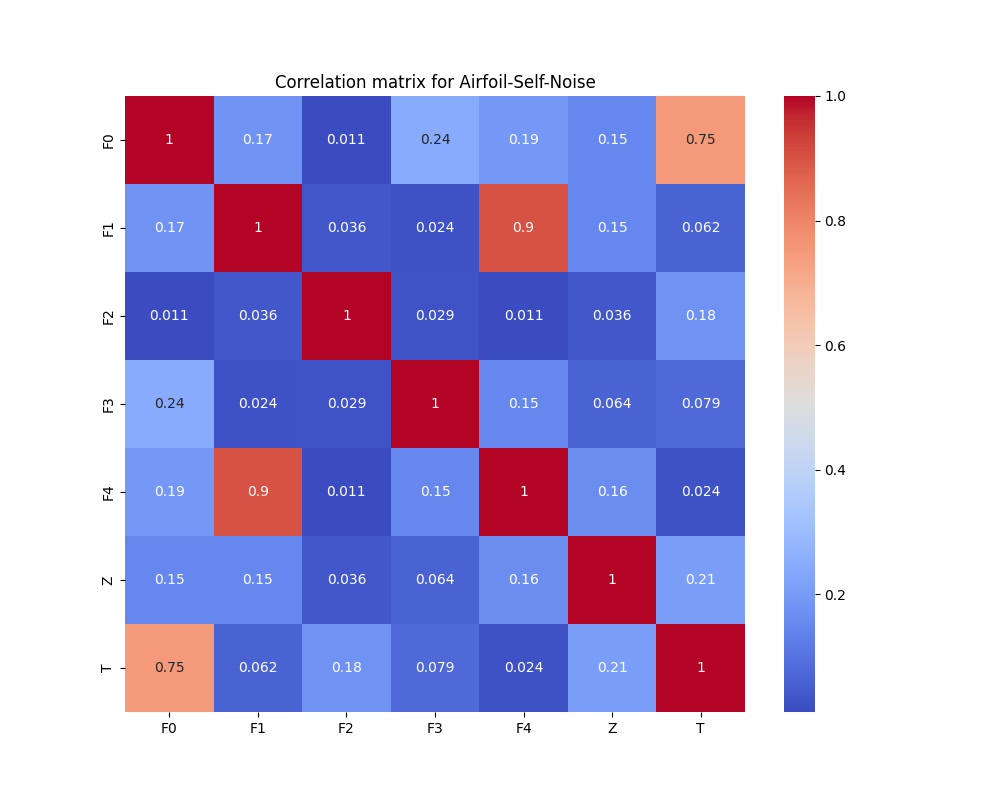 Correlation matrix for Airfoil-Self-Noise
F0 1 0.17 0.011 0.24 0.19 0.15 0.75
F1 0.17 1 0.036 0.024 0.9 0.15 0.062
F2 0.011 0.036 1 0.029 0.011 0.036 0.18
F3 0.24 0.024 0.029 1 0.15 0.064 0.079
F4 0.19 0.9 0.011 0.15 1 0.16 0.024
Z 0.15 0.15 0.036 0.064 0.16 1 0.21
T 0.75 0.062 0.18 0.079 0.024 0.21 1
F0 F1 F2 F3 F4 Z T
1.0
0.8
0.6
0.4
0.2